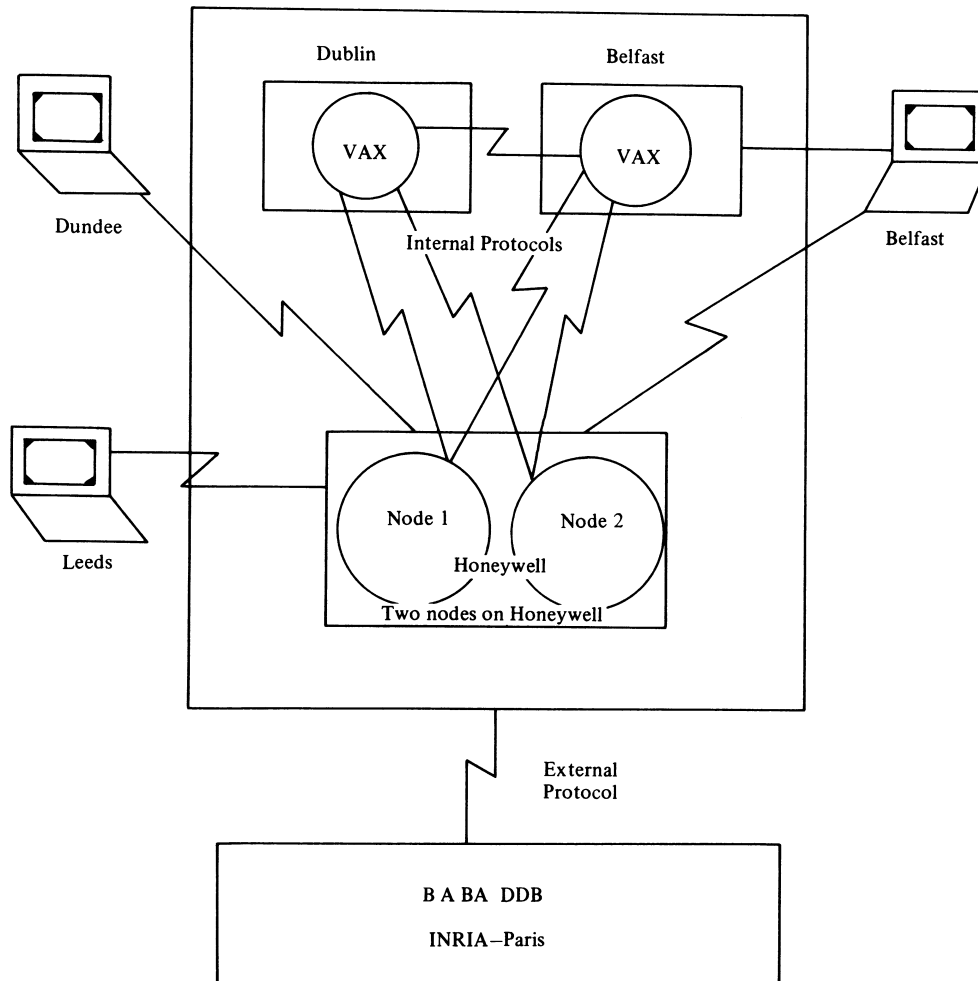 Dublin
Belfast
VAX
VAX
Dundee
Internal Protocols
Belfast
Node 1
Node 2
Leeds
Honeywell
Two nodes on Honeywell
External
Protocol
B A BA DDB
INRIA–Paris